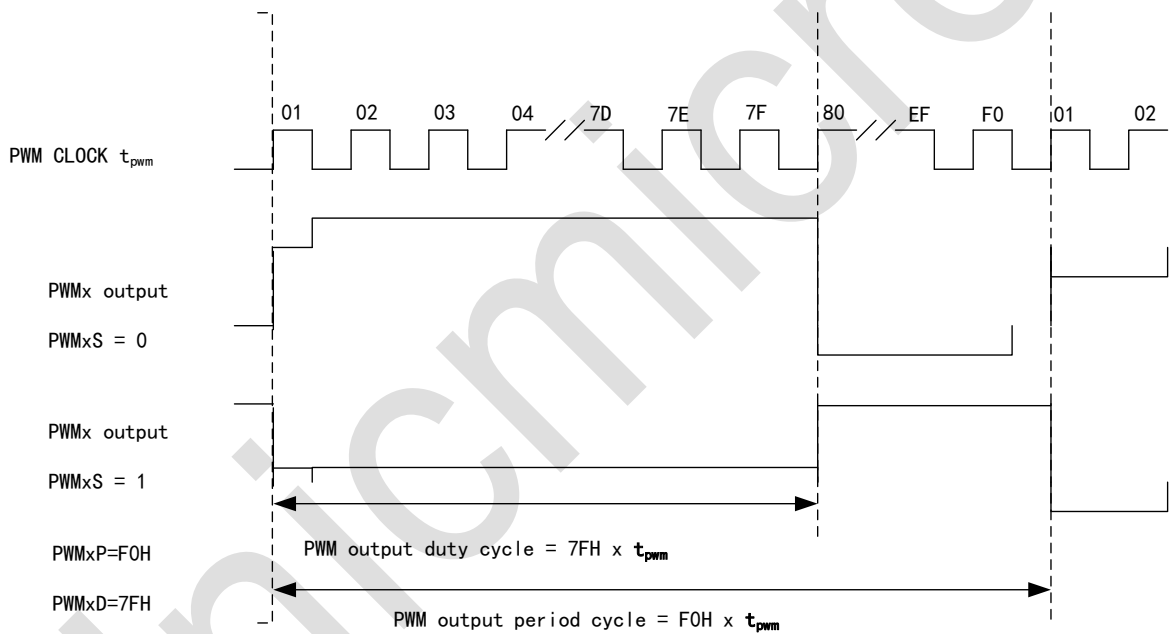 01 02 03 04 7D 7E 7F 80 EF F0 01 02
PWM CLOCK tpwm
PWMx output
PWMxS = 0
PWMx output
PWMxS = 1
PWMxP=F0H
PWM output duty cycle = 7FH x tpwm
PWMxD=7FH
PWM output period cycle = F0H x tpwm